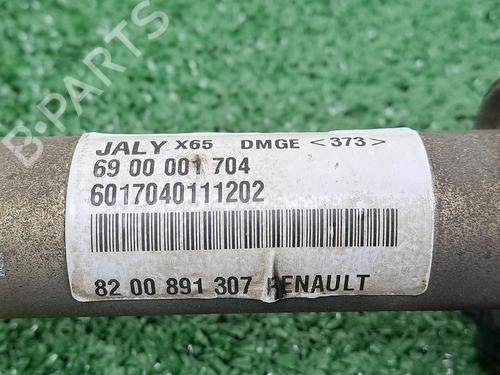 B-PARTS
JALY X65 DMGE <373>
69 00 001 704
6017040111202
82 00 891 307 RENAULT